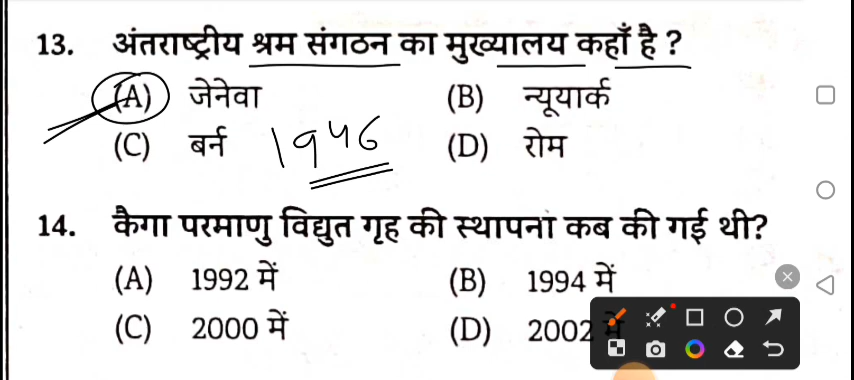 13. अंतराष्ट्रीय श्रम संगठन का मुख्यालय कहाँ है ?
(A) जेनेवा (B) न्यूयार्क
(C) बर्न 1946 (D) रोम
14. कैगा परमाणु विद्युत गृह की स्थापना कब की गई थी?
(A) 1992 में (B) 1994 में
(C) 2000 में (D) 2002 में